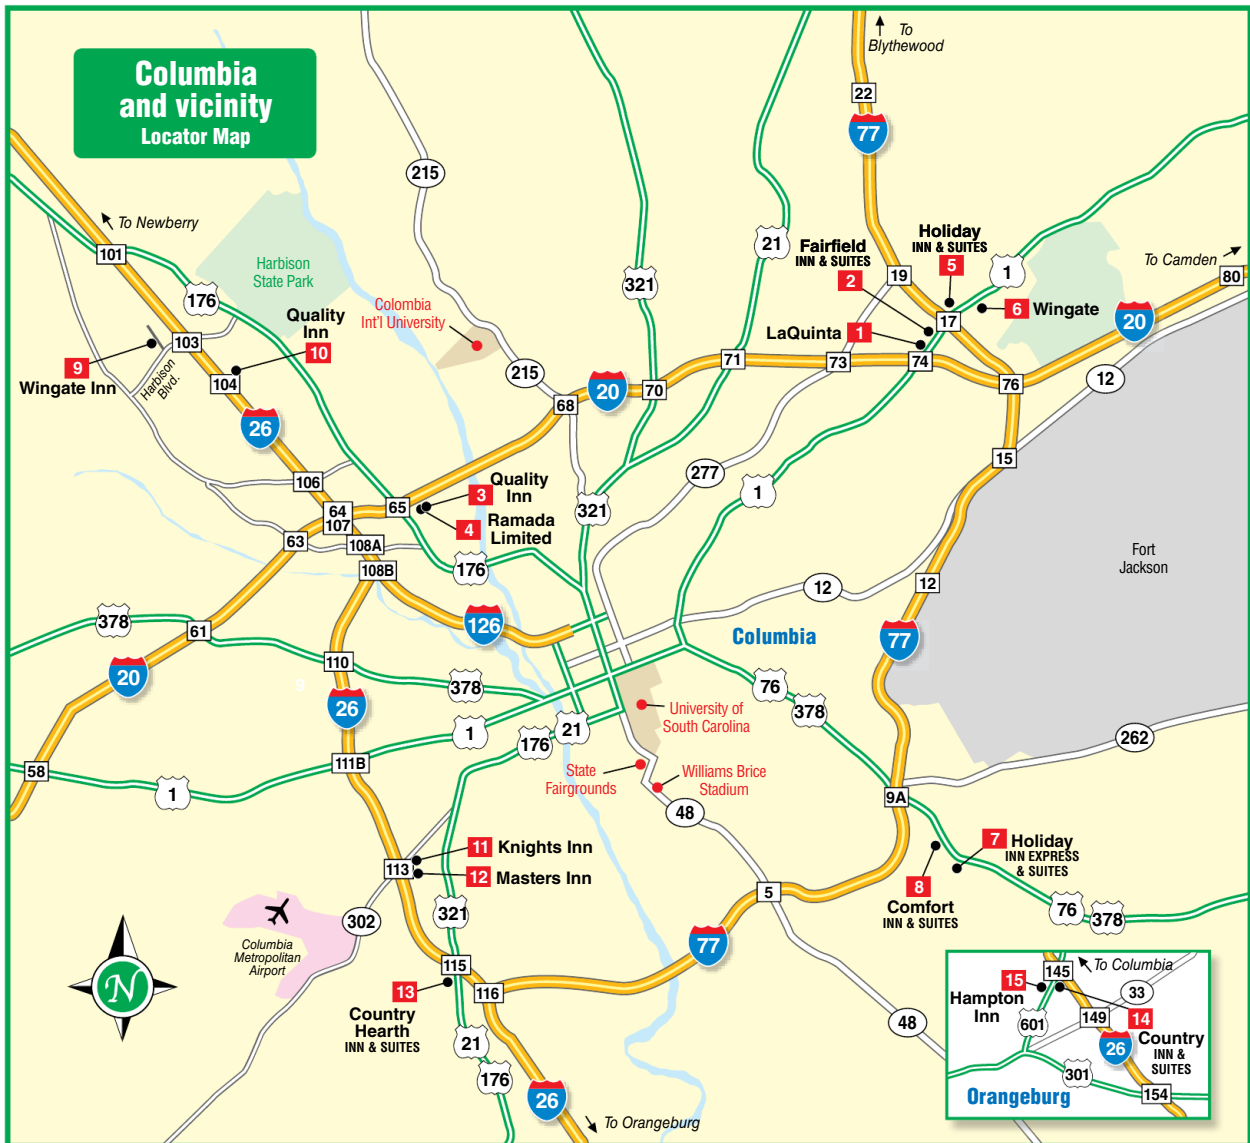 Columbia
and vicinity
Locator Map
To
Blythewood
22
77
215
To Newberry
101
176
Harbison
State Park
Colombia
Int'l University
321
21
Fairfield
INN & SUITES
2
Holiday
INN & SUITES
5
19
1
To Camden
80
20
17
6 Wingate
LaQuinta 1
Quality
Inn
10
103
9
Wingate Inn
Harbison
Blvd.
104
26
215
68
20
70
71
73
74
76
12
15
277
1
321
106
64
107
65
3
Quality
Inn
4
Ramada
Limited
63
108A
108B
176
Fort
Jackson
12
12
378
61
126
Columbia
77
20
110
9
26
378
1
76
378
University of
South Carolina
21
176
111B
58
1
State
Fairgrounds
Williams Brice
Stadium
48
262
9A
7 Holiday
INN EXPRESS
& SUITES
8
Comfort
INN & SUITES
11 Knights Inn
12 Masters Inn
113
302
321
5
76
378
77
N
Columbia
Metropolitan
Airport
115
116
13
Country
Hearth
INN & SUITES
21
176
26
To Orangeburg
48
145
To Columbia
15
Hampton
Inn
33
601
149
14
Country
INN &
SUITES
26
301
Orangeburg
154